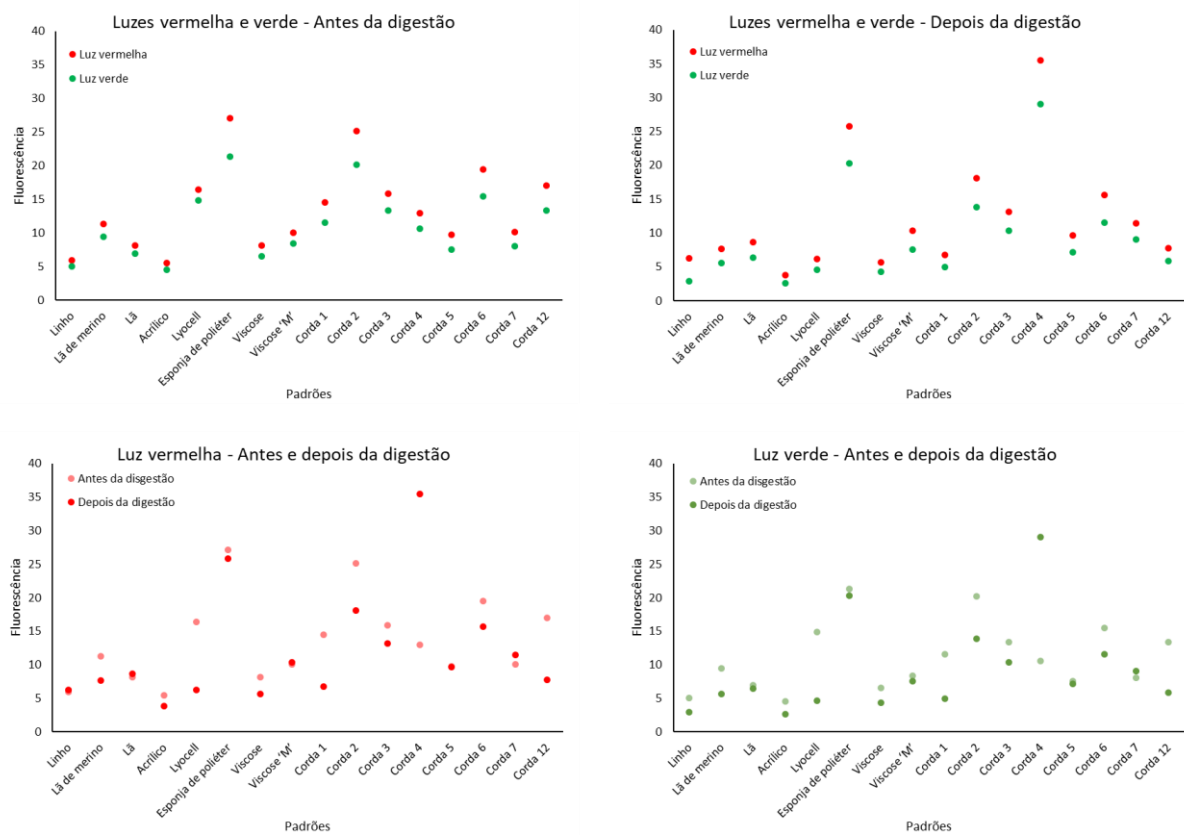 Luzes vermelha e verde - Antes da digestão
40
35
30
25
20
15
10
5
0
Fluorescência
Luz vermelha
Luz verde
Linho
Lã de merino
Lã
Acrílico
Lyocell
Esponja de poliéter
Viscose
Viscose 'M'
Corda 1
Corda 2
Corda 3
Corda 4
Corda 5
Corda 6
Corda 7
Corda 12
Padrões
Luzes vermelha e verde - Depois da digestão
40
35
30
25
20
15
10
5
0
Fluorescência
Luz vermelha
Luz verde
Linho
Lã de merino
Lã
Acrílico
Lyocell
Esponja de poliéter
Viscose
Viscose 'M'
Corda 1
Corda 2
Corda 3
Corda 4
Corda 5
Corda 6
Corda 7
Corda 12
Padrões
Luz vermelha - Antes e depois da digestão
40
35
30
25
20
15
10
5
0
Fluorescência
Antes da disgestão
Depois da digestão
Linho
Lã de merino
Lã
Acrílico
Lyocell
Esponja de poliéter
Viscose
Viscose 'M'
Corda 1
Corda 2
Corda 3
Corda 4
Corda 5
Corda 6
Corda 7
Corda 12
Padrões
Luz verde - Antes e depois da digestão
40
35
30
25
20
15
10
5
0
Fluorescência
Antes da digestão
Depois da digestão
Linho
Lã de merino
Lã
Acrílico
Lyocell
Esponja de poliéter
Viscose
Viscose 'M'
Corda 1
Corda 2
Corda 3
Corda 4
Corda 5
Corda 6
Corda 7
Corda 12
Padrões